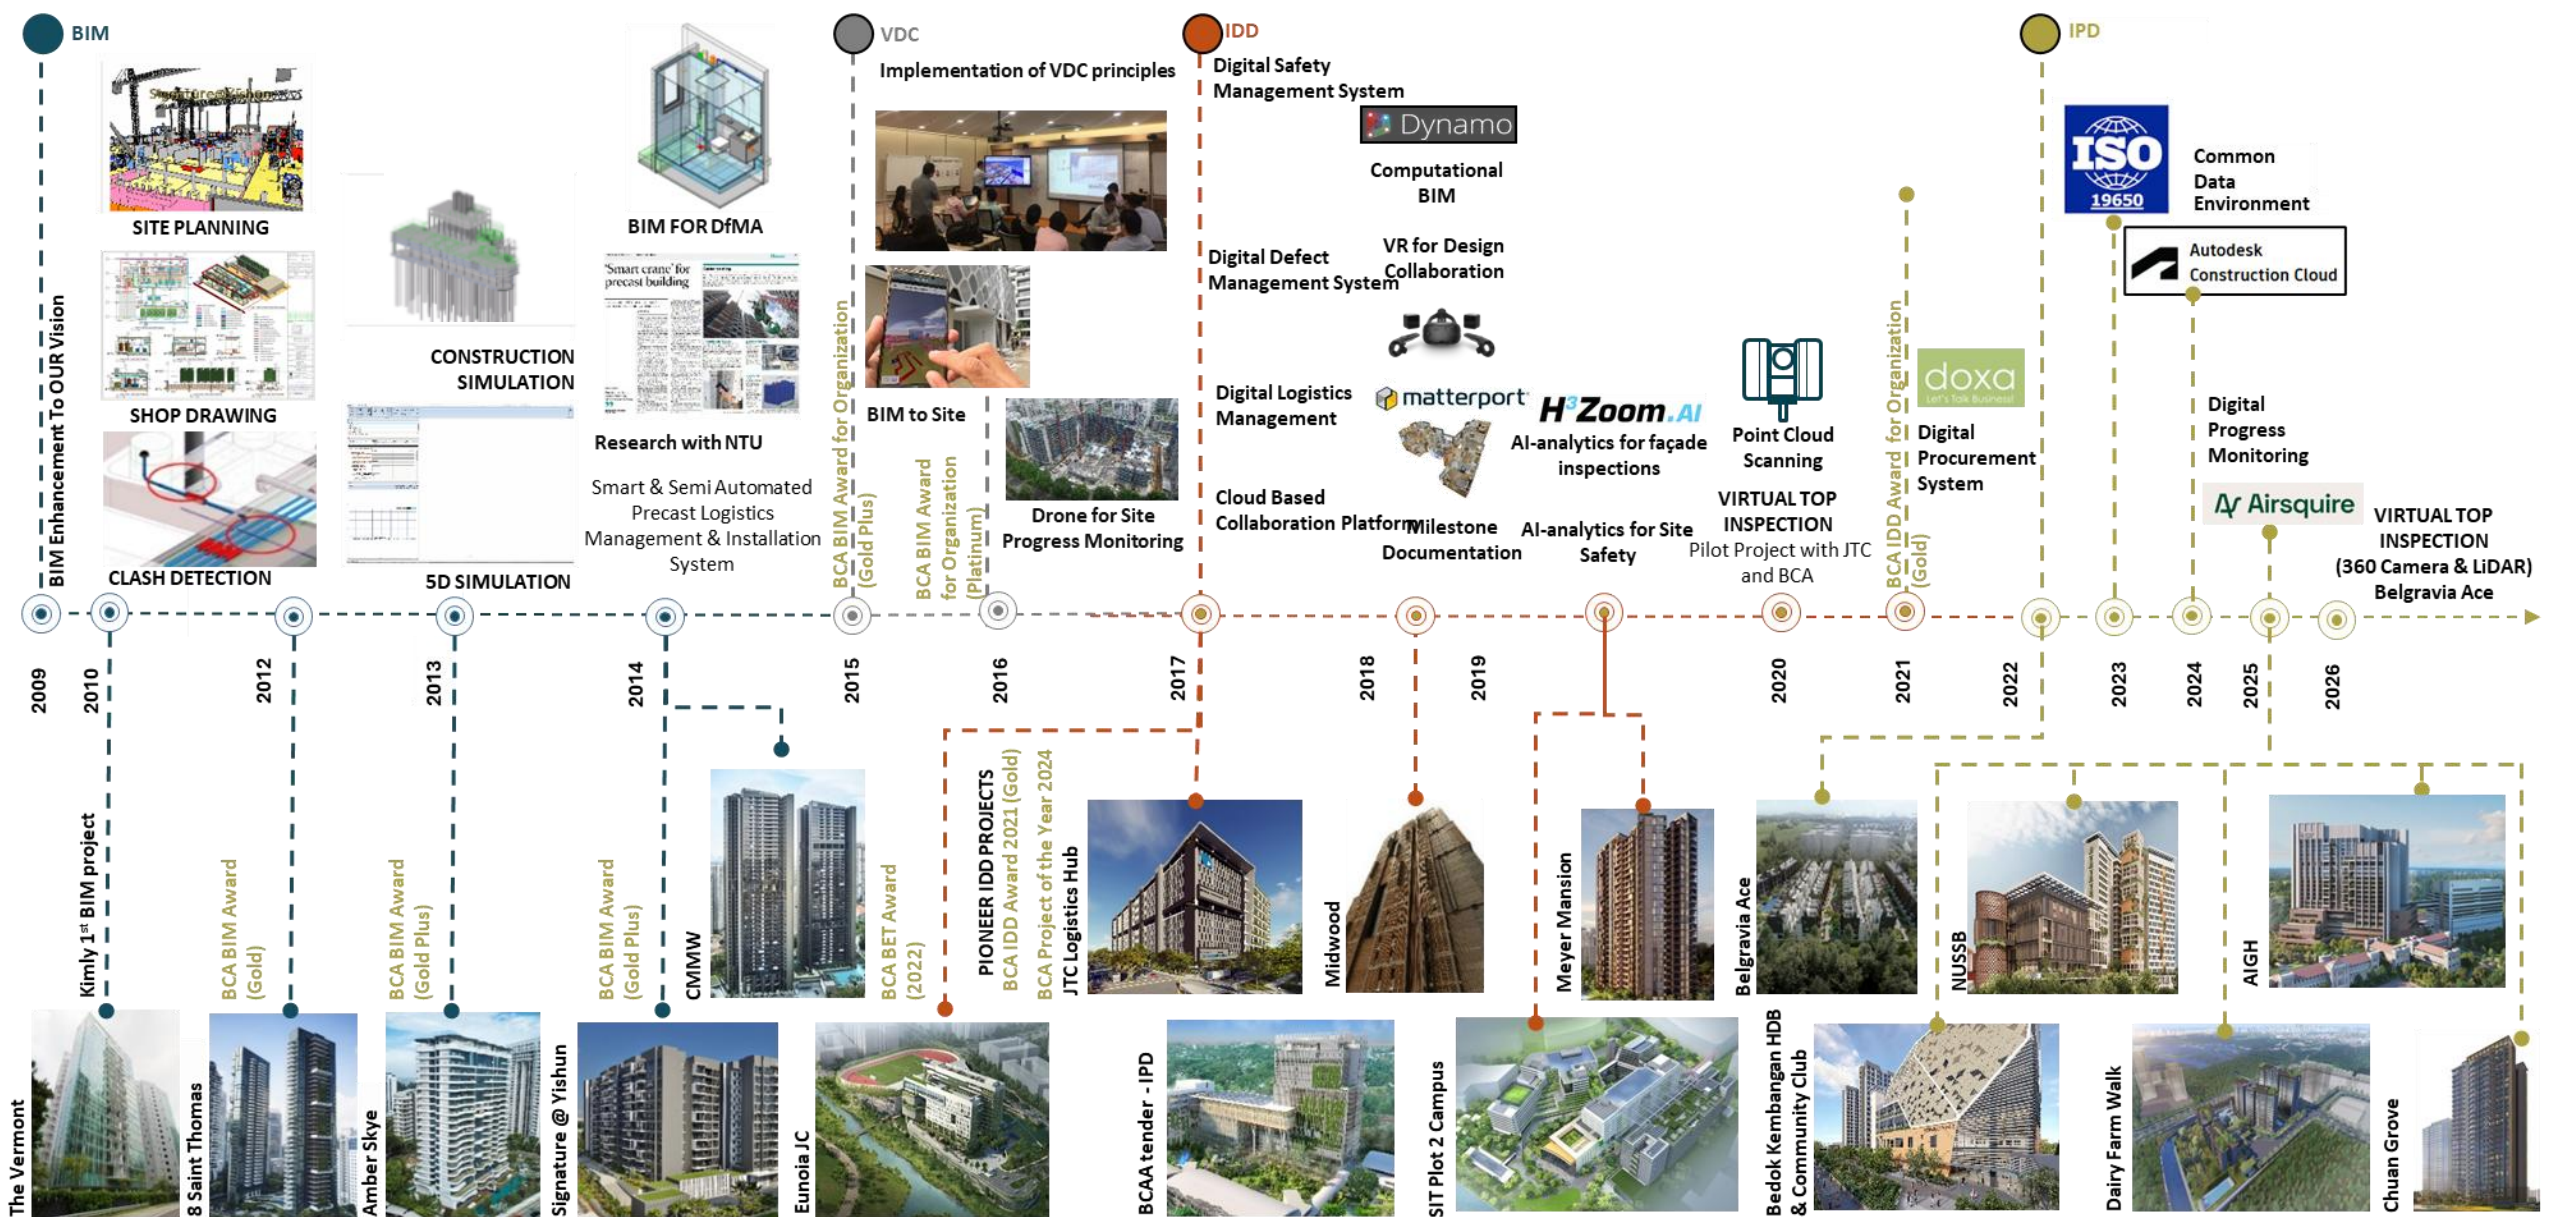 BIM
VDC
IDD
IPD
Signature@Yishun
SITE PLANNING
SHOP DRAWING
CLASH DETECTION
BIM Enhancement To OUR Vision
CONSTRUCTION
SIMULATION
5D SIMULATION
BIM FOR DfMA
'Smart crane' for
precast building
Research with NTU
Smart & Semi Automated
Precast Logistics
Management & Installation
System
Implementation of VDC principles
BCA BIM Award for Organization
(Gold Plus)
BIM to Site
BCA BIM Award
for Organization
(Platinum)
Drone for Site
Progress Monitoring
Digital Safety
Management System
Dynamo
Computational
BIM
Digital Defect
Management System
VR for Design
Collaboration
Digital Logistics
Management
matterport
Cloud Based
Collaboration Platform
Milestone
Documentation
H3Zoom.AI
AI-analytics for façade
inspections
AI-analytics for Site
Safety
Point Cloud
Scanning
VIRTUAL TOP
INSPECTION
Pilot Project with JTC
and BCA
BCA IDD Award for Organization
(Gold)
doxa
Let's Talk Business!
Digital
Procurement
System
ISO
19650
Common
Data
Environment
Autodesk
Construction Cloud
Digital
Progress
Monitoring
Airsquire
VIRTUAL TOP
INSPECTION
(360 Camera & LiDAR)
Belgravia Ace
2009
2010
2012
2013
2014
2015
2016
2017
2018
2019
2020
2021
2022
2023
2024
2025
2026
Kimly 1st BIM project
The Vermont
BCA BIM Award
(Gold)
8 Saint Thomas
BCA BIM Award
(Gold Plus)
Amber Skye
BCA BIM Award
(Gold Plus)
Signature @ Yishun
CMMW
BCA BET Award
(2022)
Eunoia JC
PIONEER IDD PROJECTS
BCA IDD Award 2021 (Gold)
BCA Project of the Year 2024
JTC Logistics Hub
BCAA tender - IPD
Midwood
SIT Plot 2 Campus
Meyer Mansion
Belgravia Ace
Bedok Kembangan HDB
& Community Club
NUSSB
Dairy Farm Walk
AIGH
Chuan Grove